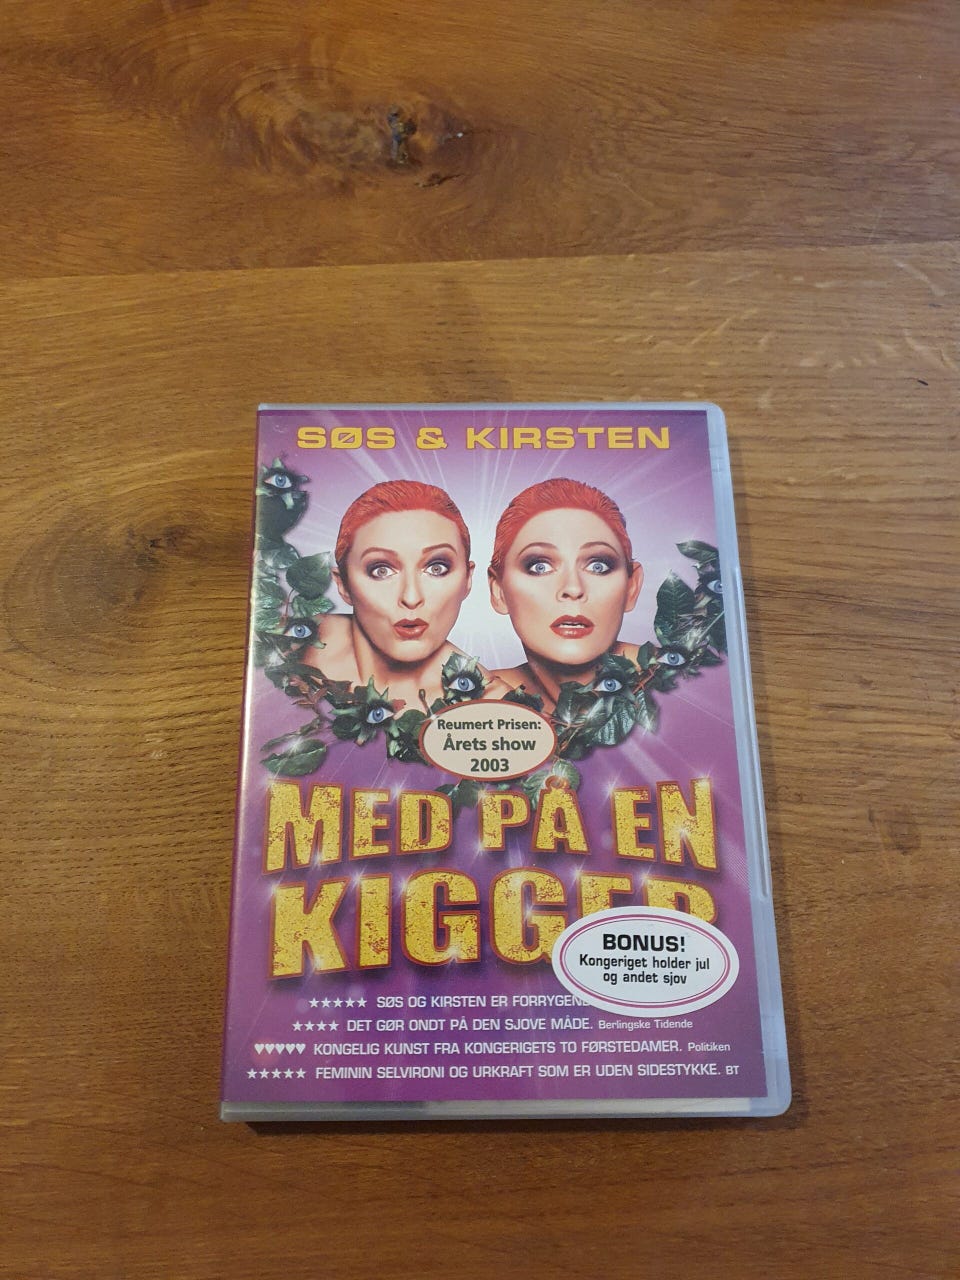 SØS & KIRSTEN
Reumert Prisen:
Årets show
2003
MED PÅ EN
KIGGER
BONUS!
Kongeriget holder jul
og andet sjov
★★★★★ SØS OG KIRSTEN ER
★★★★ DET GØR ONDT PÅ DEN SJOVE MÅDE. Berlingske Tidende
♥♥♥♥♥ KONGELIG KUNST FRA KONGERIGETS TO FØRSTEDAMER. Politiken
★★★★★ FEMININ SELVIRONI OG URKRAFT SOM ER UDEN SIDESTYKKE. BT